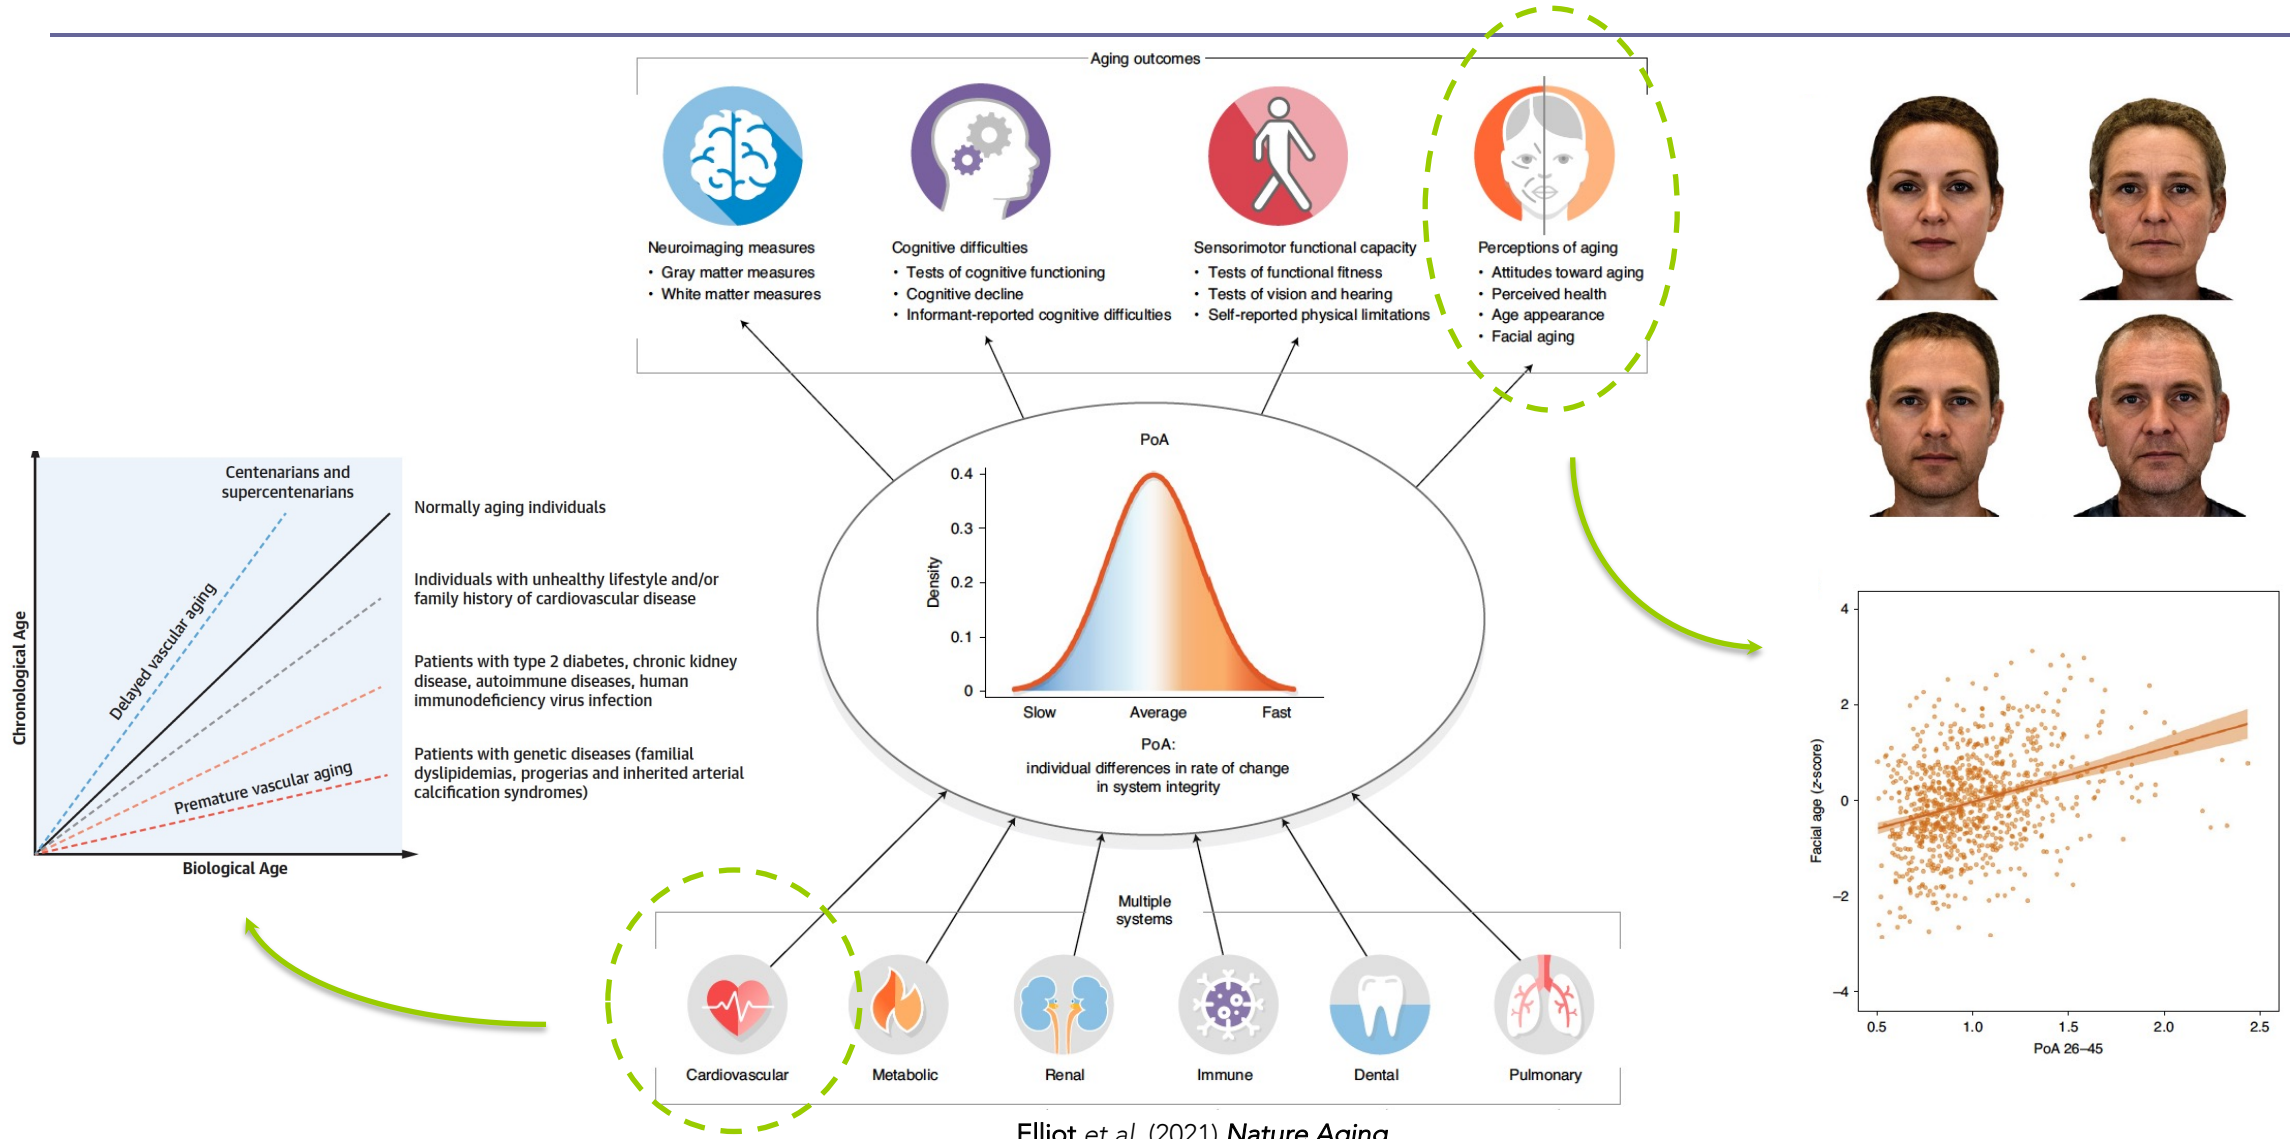 Aging outcomes
Neuroimaging measures
• Gray matter measures
• White matter measures
Cognitive difficulties
• Tests of cognitive functioning
• Cognitive decline
• Informant-reported cognitive difficulties
Sensorimotor functional capacity
• Tests of functional fitness
• Tests of vision and hearing
• Self-reported physical limitations
Perceptions of aging
• Attitudes toward aging
• Perceived health
• Age appearance
• Facial aging
Chronological Age
Biological Age
Centenarians and
supercentenarians
Delayed vascular aging
Premature vascular aging
Normally aging individuals
Individuals with unhealthy lifestyle and/or
family history of cardiovascular disease
Patients with type 2 diabetes, chronic kidney
disease, autoimmune diseases, human
immunodeficiency virus infection
Patients with genetic diseases (familial
dyslipidemias, progerias and inherited arterial
calcification syndromes)
PoA
Density
0.4
0.3
0.2
0.1
0
Slow Average Fast
PoA:
individual differences in rate of change
in system integrity
Multiple
systems
Cardiovascular
Metabolic
Renal
Immune
Dental
Pulmonary
Facial age (z-score)
4
2
0
–2
–4
0.5 1.0 1.5 2.0 2.5
PoA 26–45
Elliot et al. (2021) Nature Aging